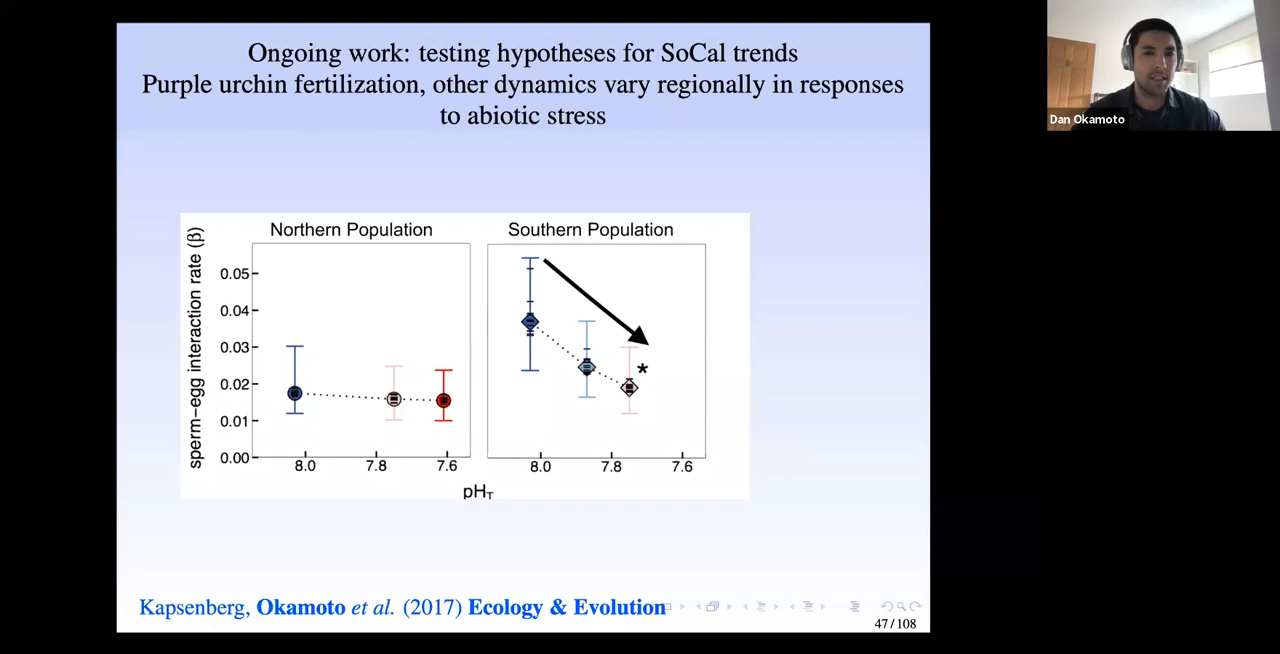 Ongoing work: testing hypotheses for SoCal trends
Purple urchin fertilization, other dynamics vary regionally in responses
to abiotic stress
Dan Okamoto
Northern Population
Southern Population
sperm-egg interaction rate (β)
0.05
0.04
0.03
0.02
0.01
0.00
8.0 7.8 7.6
8.0 7.8 7.6
*
pHT
Kapsenberg, Okamoto et al. (2017) Ecology & Evolution
47 / 108